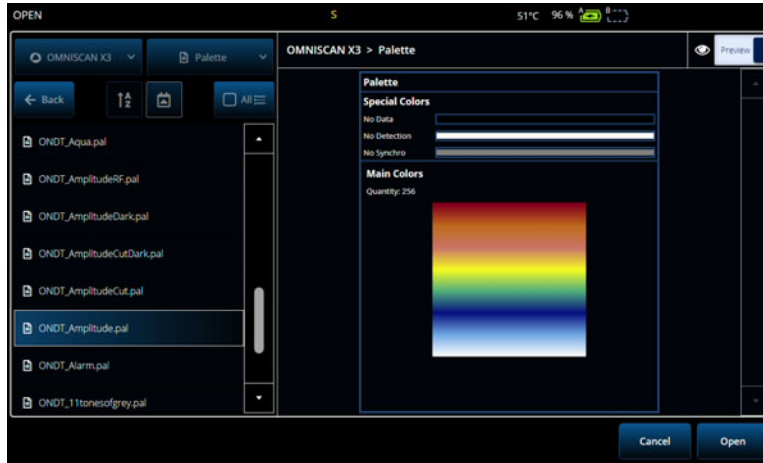 OPEN
S
51°C 96 % A B
OMNISCAN X3
Palette
Back
A Z
All
ONDT_Aqua.pal
ONDT_AmplitudeRF.pal
ONDT_AmplitudeDark.pal
ONDT_AmplitudeCutDark.pal
ONDT_AmplitudeCut.pal
ONDT_Amplitude.pal
ONDT_Alarm.pal
ONDT_11tonesofgrey.pal
OMNISCAN X3 > Palette
Preview
Palette
Special Colors
No Data
No Detection
No Synchro
Main Colors
Quantity: 256
Cancel
Open